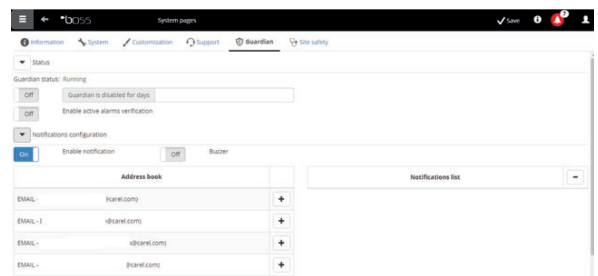 boss System pages Save 7
Information System Customization Support Guardian Site safety
Status
Guardian status: Running
Off Guardian is disabled for days
Off Enable active alarms verification
Notifications configuration
On Enable notification Off Buzzer
Address book Notifications list
EMAIL - @carel.com)
EMAIL - I @carel.com)
EMAIL - @carel.com)
EMAIL - @carel.com)